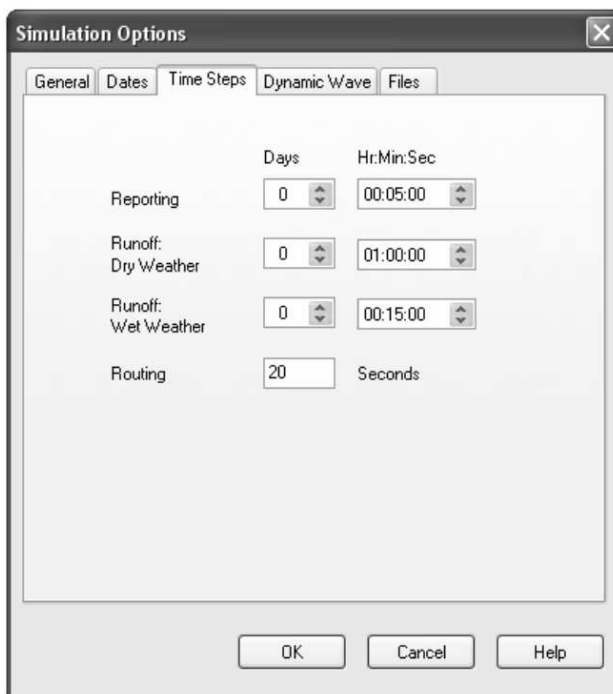 Simulation Options
General Dates Time Steps Dynamic Wave Files
Days Hr:Min:Sec
Reporting 0 00:05:00
Runoff:
Dry Weather 0 01:00:00
Runoff:
Wet Weather 0 00:15:00
Routing 20 Seconds
OK Cancel Help